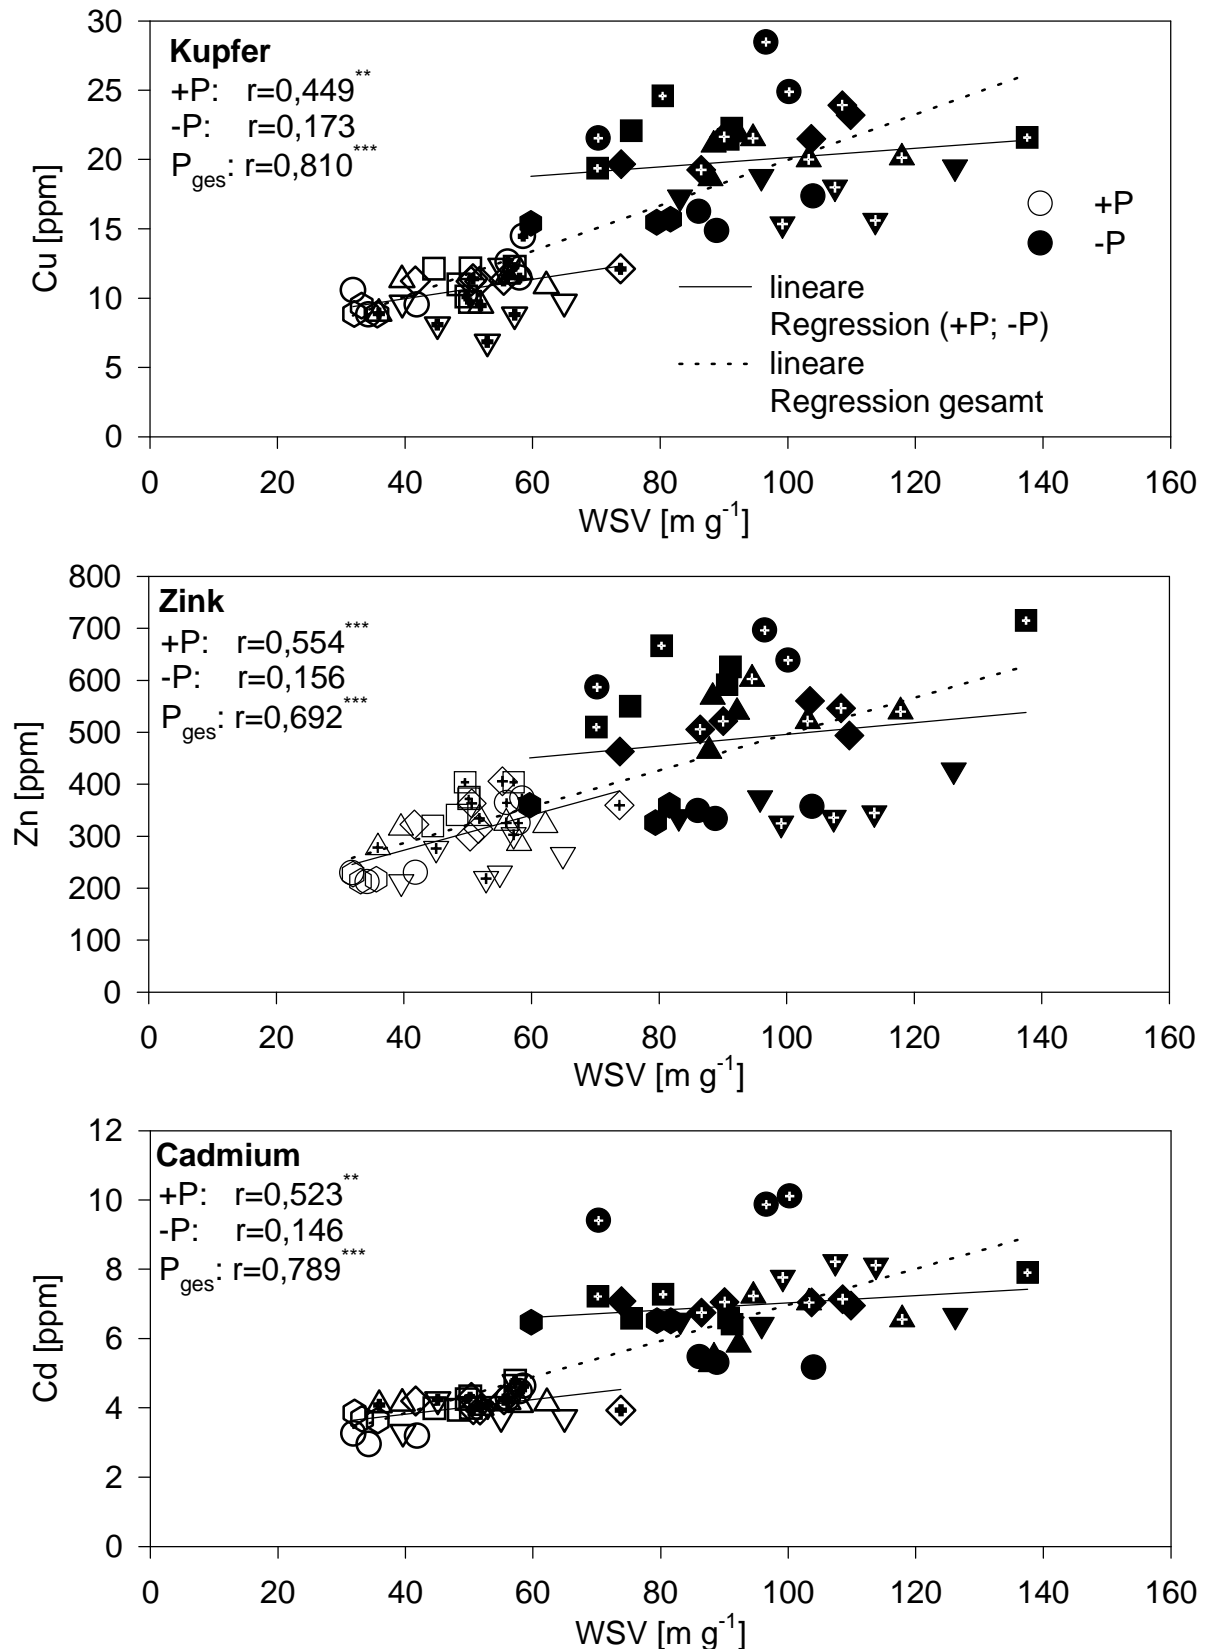 30
25
20
15
10
5
0
Cu [ppm]
Kupfer
+P: r=0,449**
-P: r=0,173
Pges: r=0,810***
+P
-P
lineare
Regression (+P; -P)
lineare
Regression gesamt
0 20 40 60 80 100 120 140 160
WSV [m g-1]
800
700
600
500
400
300
200
100
0
Zn [ppm]
Zink
+P: r=0,554***
-P: r=0,156
Pges: r=0,692***
0 20 40 60 80 100 120 140 160
WSV [m g-1]
12
10
8
6
4
2
0
Cd [ppm]
Cadmium
+P: r=0,523**
-P: r=0,146
Pges: r=0,789***
0 20 40 60 80 100 120 140 160
WSV [m g-1]